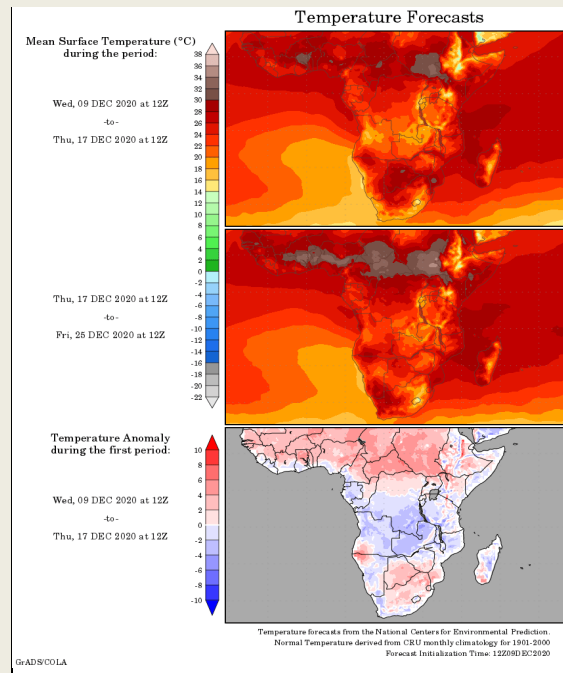 Temperature Forecasts
Mean Surface Temperature (°C)
during the period:
Wed, 09 DEC 2020 at 12Z
-to-
Thu, 17 DEC 2020 at 12Z
38
36
34
32
30
28
26
24
22
20
18
16
14
12
10
8
6
4
2
0
-2
-4
-6
-8
-10
-12
-14
-16
-18
-20
-22
Thu, 17 DEC 2020 at 12Z
-to-
Fri, 25 DEC 2020 at 12Z
Temperature Anomaly
during the first period:
Wed, 09 DEC 2020 at 12Z
-to-
Thu, 17 DEC 2020 at 12Z
10
8
6
4
2
0
-2
-4
-6
-8
-10
Temperature forecasts from the National Centers for Environmental Prediction.
Normal Temperature derived from CRU monthly climatology for 1901-2000
Forecast Initialization Time: 12Z09DEC2020
GrADS/COLA